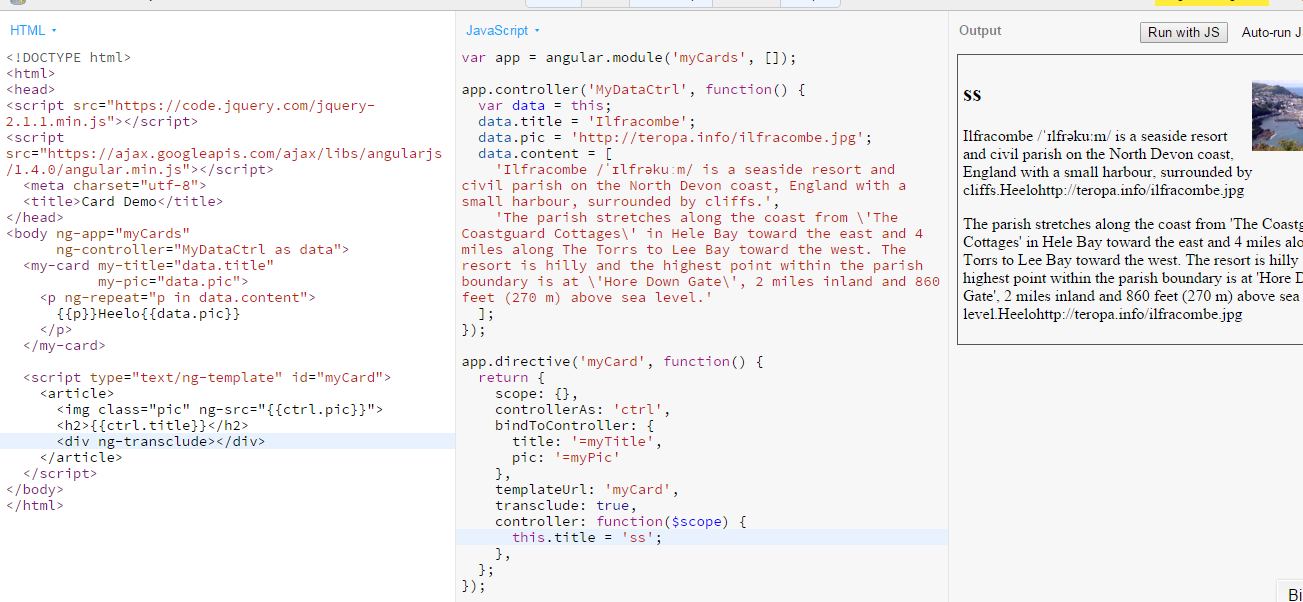 HTML
<!DOCTYPE html>
<html>
<head>
<script src="https://code.jquery.com/jquery-
2.1.1.min.js"></script>
<script
src="https://ajax.googleapis.com/ajax/libs/angularjs
/1.4.0/angular.min.js"></script>
<meta charset="utf-8">
<title>Card Demo</title>
</head>
<body ng-app="myCards"
ng-controller="MyDataCtrl as data">
<my-card my-title="data.title"
my-pic="data.pic">
<p ng-repeat="p in data.content">
{{p}}Heelo{{data.pic}}
</p>
</my-card>
<script type="text/ng-template" id="myCard">
<article>
<img class="pic" ng-src="{{ctrl.pic}}">
<h2>{{ctrl.title}}</h2>
<div ng-transclude></div>
</article>
</script>
</body>
</html>
JavaScript
var app = angular.module('myCards', []);
app.controller('MyDataCtrl', function() {
var data = this;
data.title = 'Ilfracombe';
data.pic = 'http://teropa.info/ilfracombe.jpg';
data.content = [
'Ilfracombe /ˈɪlfrəkuːm/ is a seaside resort and
civil parish on the North Devon coast, England with a
small harbour, surrounded by cliffs.',
'The parish stretches along the coast from \'The
Coastguard Cottages\' in Hele Bay toward the east and 4
miles along The Torrs to Lee Bay toward the west. The
resort is hilly and the highest point within the parish
boundary is at \'Hore Down Gate\', 2 miles inland and 860
feet (270 m) above sea level.'
];
});
app.directive('myCard', function() {
return {
scope: {},
controllerAs: 'ctrl',
bindToController: {
title: '=myTitle',
pic: '=myPic'
},
templateUrl: 'myCard',
transclude: true,
controller: function($scope) {
this.title = 'ss';
},
};
});
Output
Run with JS
Auto-run J
ss
Ilfracombe /ˈɪlfrəkuːm/ is a seaside resort
and civil parish on the North Devon coast,
England with a small harbour, surrounded by
cliffs.Heelohttp://teropa.info/ilfracombe.jpg
The parish stretches along the coast from 'The Coastg
Cottages' in Hele Bay toward the east and 4 miles alo
Torrs to Lee Bay toward the west. The resort is hilly
highest point within the parish boundary is at 'Hore D
Gate', 2 miles inland and 860 feet (270 m) above sea
level.Heelohttp://teropa.info/ilfracombe.jpg
Bi